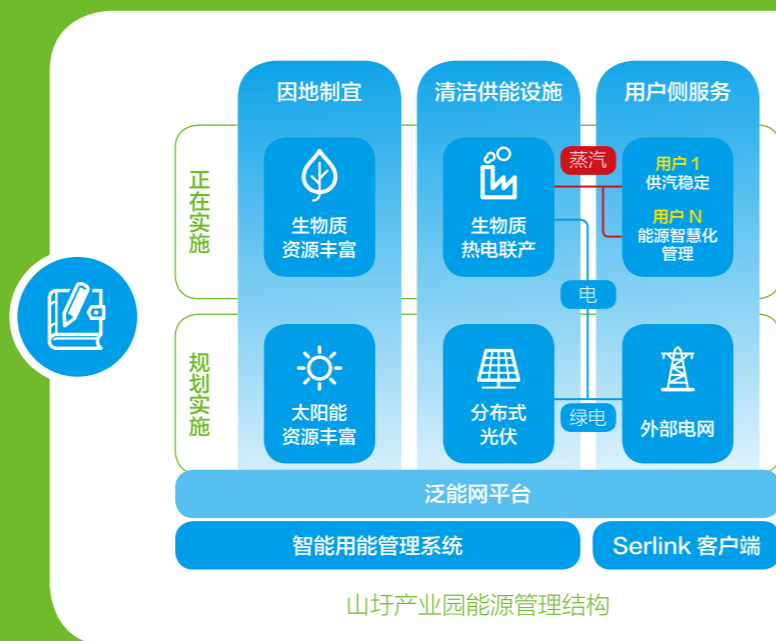 因地制宜
清洁供能设施
用户侧服务
正在实施
生物质
资源丰富
生物质
热电联产
蒸汽
用户 1
供汽稳定
用户 N
能源智慧化
管理
电
规划实施
太阳能
资源丰富
分布式
光伏
绿电
外部电网
泛能网平台
智能用能管理系统
Serlink 客户端
山圩产业园能源管理结构